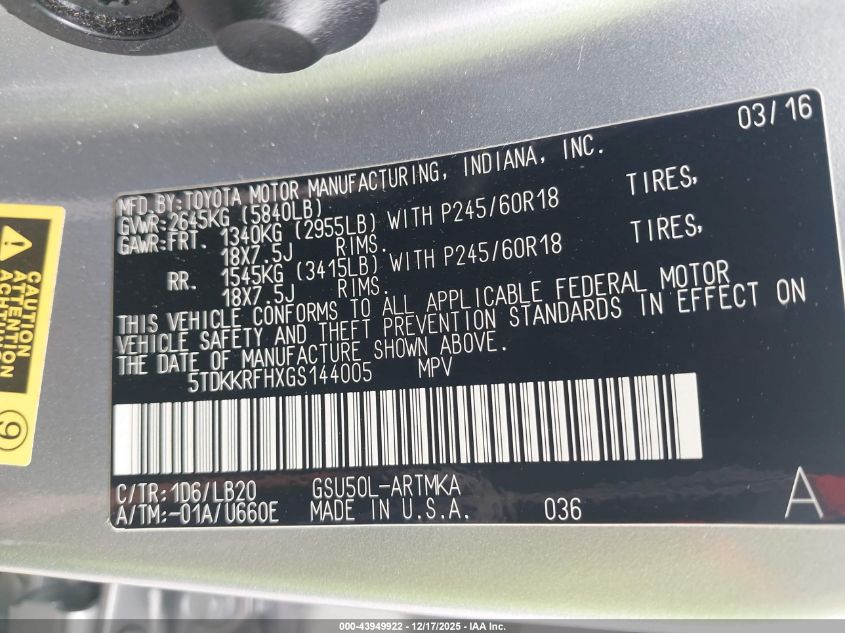 03/16
MFD.BY:TOYOTA MOTOR MANUFACTURING, INDIANA, INC.
GVWR:2645KG (5840LB)
GAWR:FRT. 1340KG (2955LB) WITH P245/60R18 TIRES,
18X7.5J RIMS.
RR. 1545KG (3415LB) WITH P245/60R18 TIRES,
18X7.5J RIMS.
THIS VEHICLE CONFORMS TO ALL APPLICABLE FEDERAL MOTOR
VEHICLE SAFETY AND THEFT PREVENTION STANDARDS IN EFFECT ON
THE DATE OF MANUFACTURE SHOWN ABOVE.
5TDKKRFHXGS144005 MPV
C/TR:1D6/LB20 GSU50L-ARTMKA
A/TM:-01A/U660E MADE IN U.S.A. 036
A
CAUTION
ATTENTION
ACHTUNG
9
000-43949922 | 12/17/2025 - IAA Inc.